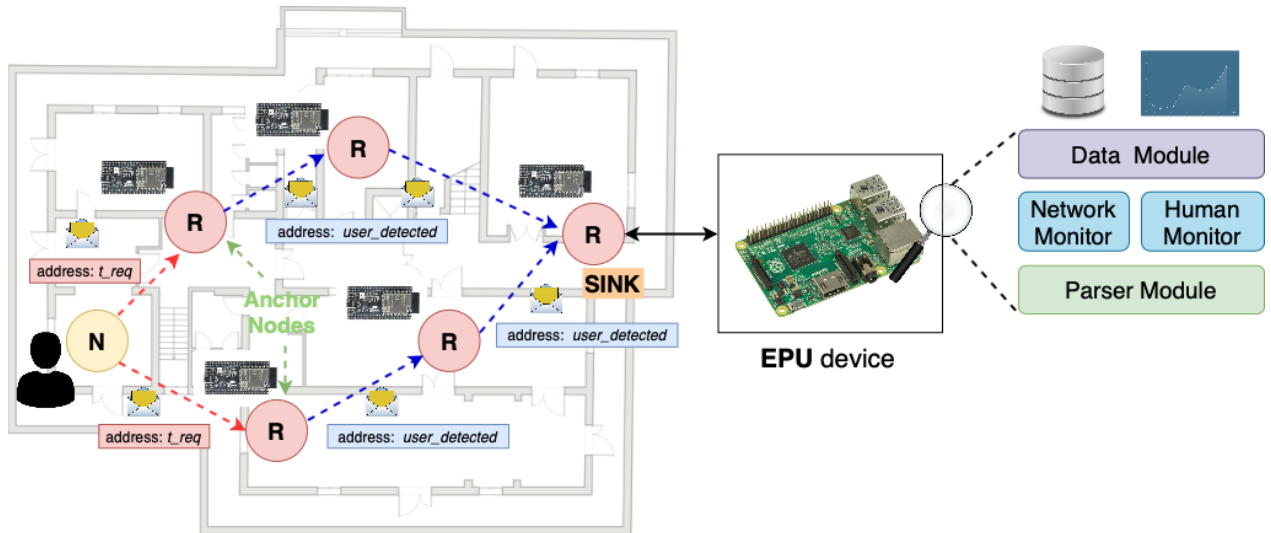 R
R
R
address: user_detected
address: t_req
Anchor
Nodes
SINK
N
R
address: user_detected
R
address: t_req
address: user_detected
EPU device
Data Module
Network
Monitor
Human
Monitor
Parser Module